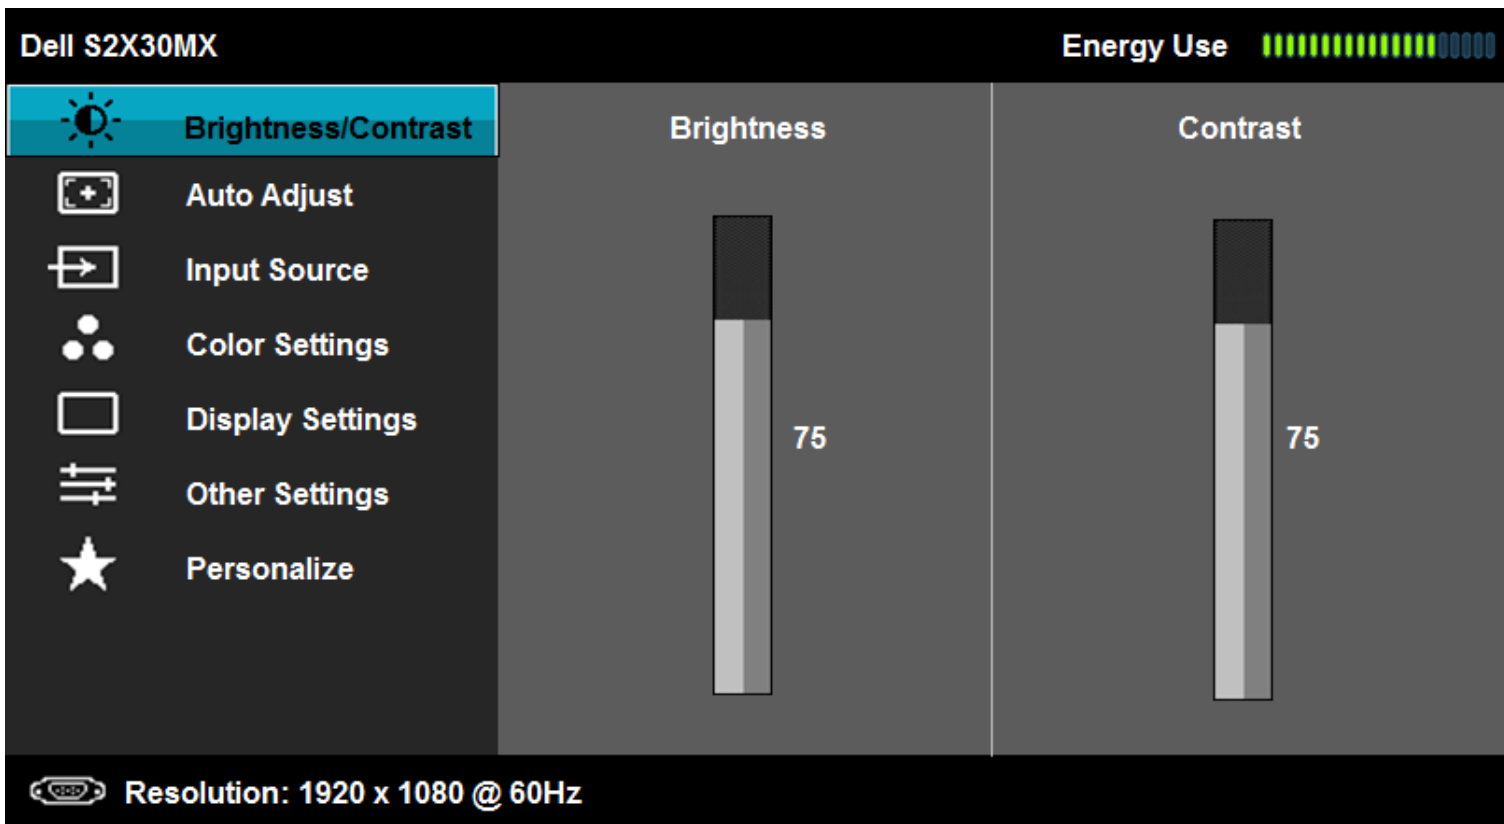 Dell S2X30MX
Energy Use
Brightness/Contrast
Auto Adjust
Input Source
Color Settings
Display Settings
Other Settings
Personalize
Brightness
75
Contrast
75
Resolution: 1920 x 1080 @ 60Hz